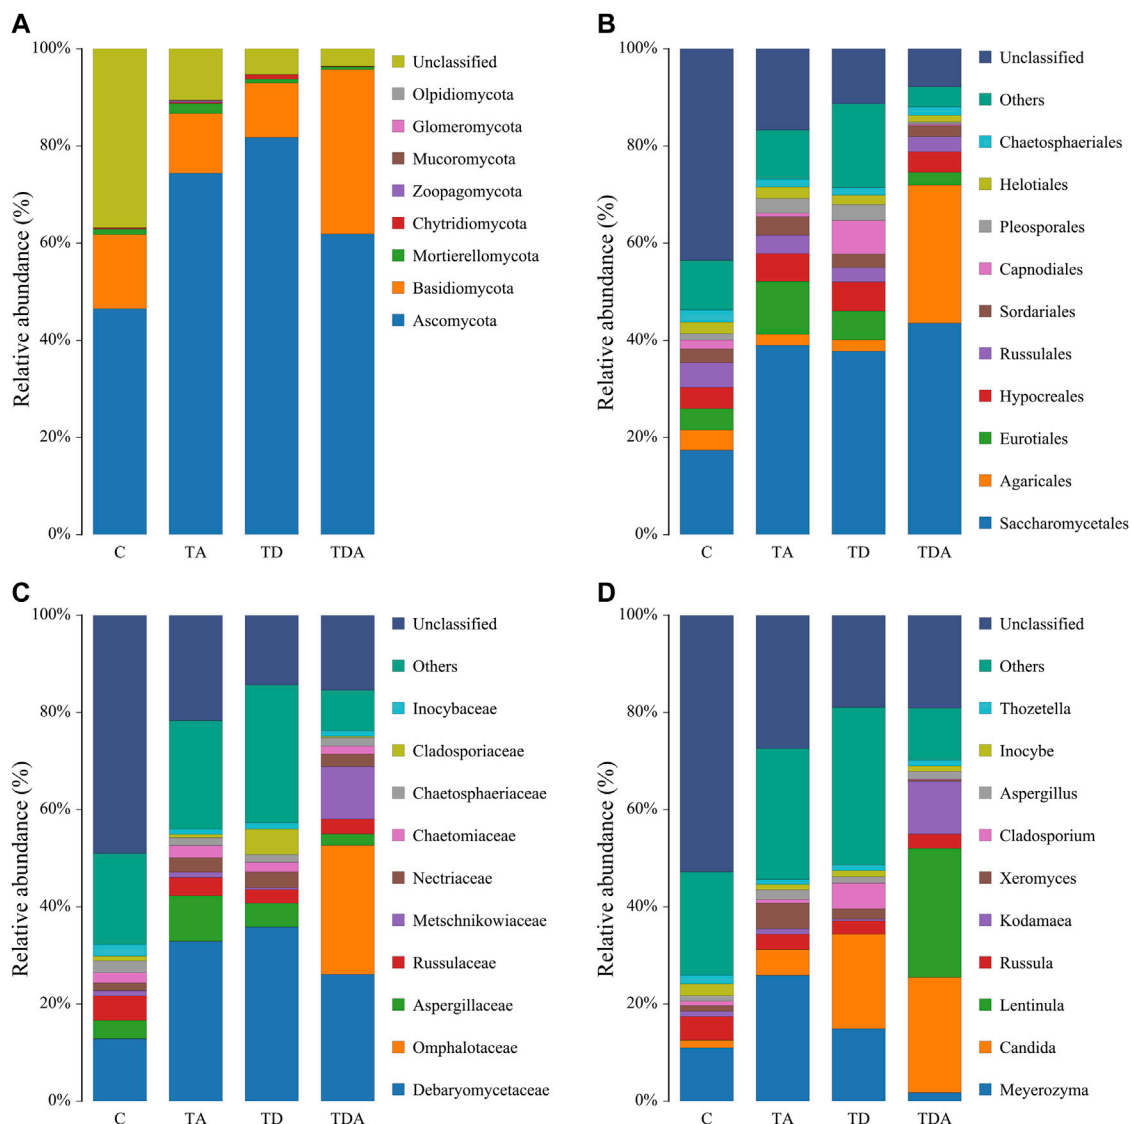 A
Relative abundance (%)
100%
80%
60%
40%
20%
0%
C TA TD TDA
Unclassified
Olpidiomycota
Glomeromycota
Mucoromycota
Zoopagomycota
Chytridiomycota
Mortierellomycota
Basidiomycota
Ascomycota
B
Relative abundance (%)
100%
80%
60%
40%
20%
0%
C TA TD TDA
Unclassified
Others
Chaetosphaeriales
Helotiales
Pleosporales
Capnodiales
Sordariales
Russulales
Hypocreales
Eurotiales
Agaricales
Saccharomycetales
C
Relative abundance (%)
100%
80%
60%
40%
20%
0%
C TA TD TDA
Unclassified
Others
Inocybaceae
Cladosporiaceae
Chaetosphaeriaceae
Chaetomiaceae
Nectriaceae
Metschnikowiaceae
Russulaceae
Aspergillaceae
Omphalotaceae
Debaryomycetaceae
D
Relative abundance (%)
100%
80%
60%
40%
20%
0%
C TA TD TDA
Unclassified
Others
Thozetella
Inocybe
Aspergillus
Cladosporium
Xeromyces
Kodamaea
Russula
Lentinula
Candida
Meyerozyma